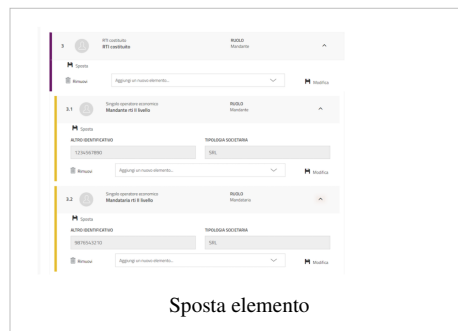 RTI costituito RUOLO
3 RTI costituito Mandante
Sposta
Rimuovi Aggiungi un nuovo elemento... Modifica
Singolo operatore economico RUOLO
3.1 Mandante rti II livello Mandante
Sposta
ALTRO IDENTIFICATIVO TIPOLOGIA SOCIETARIA
1234567890 SRL
Rimuovi Aggiungi un nuovo elemento... Modifica
Singolo operatore economico RUOLO
3.2 Mandataria rti II livello Mandataria
Sposta
ALTRO IDENTIFICATIVO TIPOLOGIA SOCIETARIA
9876543210 SRL
Rimuovi Aggiungi un nuovo elemento... Modifica
Sposta elemento